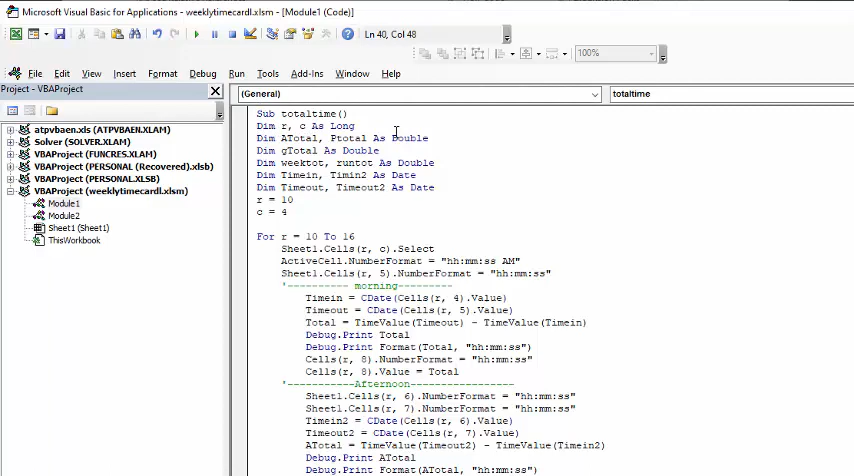 Microsoft Visual Basic for Applications - weeklytimecardl.xlsm - [Module1 (Code)]
Ln 40, Col 48
100%
File Edit View Insert Format Debug Run Tools Add-Ins Window Help
Project - VBAProject
(General)
totaltime
atpvbaen.xls (ATPVBAEN.XLAM)
Solver (SOLVER.XLAM)
VBAProject (FUNCRES.XLAM)
VBAProject (PERSONAL (Recovered).xlsb)
VBAProject (PERSONAL.XLSB)
VBAProject (weeklytimecardl.xlsm)
Module1
Module2
Sheet1 (Sheet1)
ThisWorkbook
Sub totaltime()
Dim r, c As Long
Dim ATotal, Ptotal As Double
Dim gTotal As Double
Dim weektot, runtot As Double
Dim Timein, Timin2 As Date
Dim Timeout, Timeout2 As Date
r = 10
c = 4
For r = 10 To 16
Sheet1.Cells(r, c).Select
ActiveCell.NumberFormat = "hh:mm:ss AM"
Sheet1.Cells(r, 5).NumberFormat = "hh:mm:ss"
'---------- morning---------
Timein = CDate(Cells(r, 4).Value)
Timeout = CDate(Cells(r, 5).Value)
Total = TimeValue(Timeout) - TimeValue(Timein)
Debug.Print Total
Debug.Print Format(Total, "hh:mm:ss")
Cells(r, 8).NumberFormat = "hh:mm:ss"
Cells(r, 8).Value = Total
'-----------Afternoon-----------------
Sheet1.Cells(r, 6).NumberFormat = "hh:mm:ss"
Sheet1.Cells(r, 7).NumberFormat = "hh:mm:ss"
Timein2 = CDate(Cells(r, 6).Value)
Timeout2 = CDate(Cells(r, 7).Value)
ATotal = TimeValue(Timeout2) - TimeValue(Timein2)
Debug.Print ATotal
Debug.Print Format(ATotal, "hh:mm:ss")